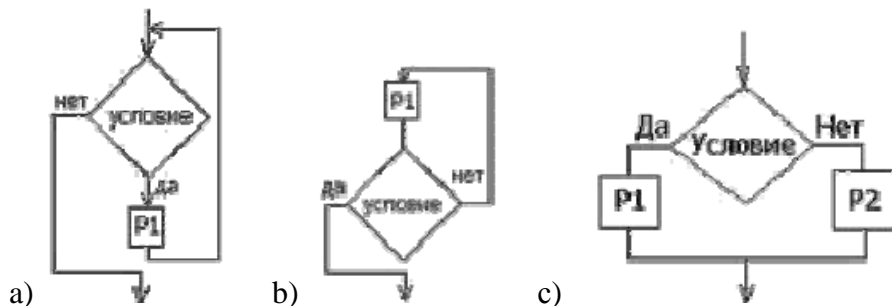 нет
условие
да
P1
a)
P1
да
условие
нет
b)
Да
Условие
Нет
P1
P2
c)